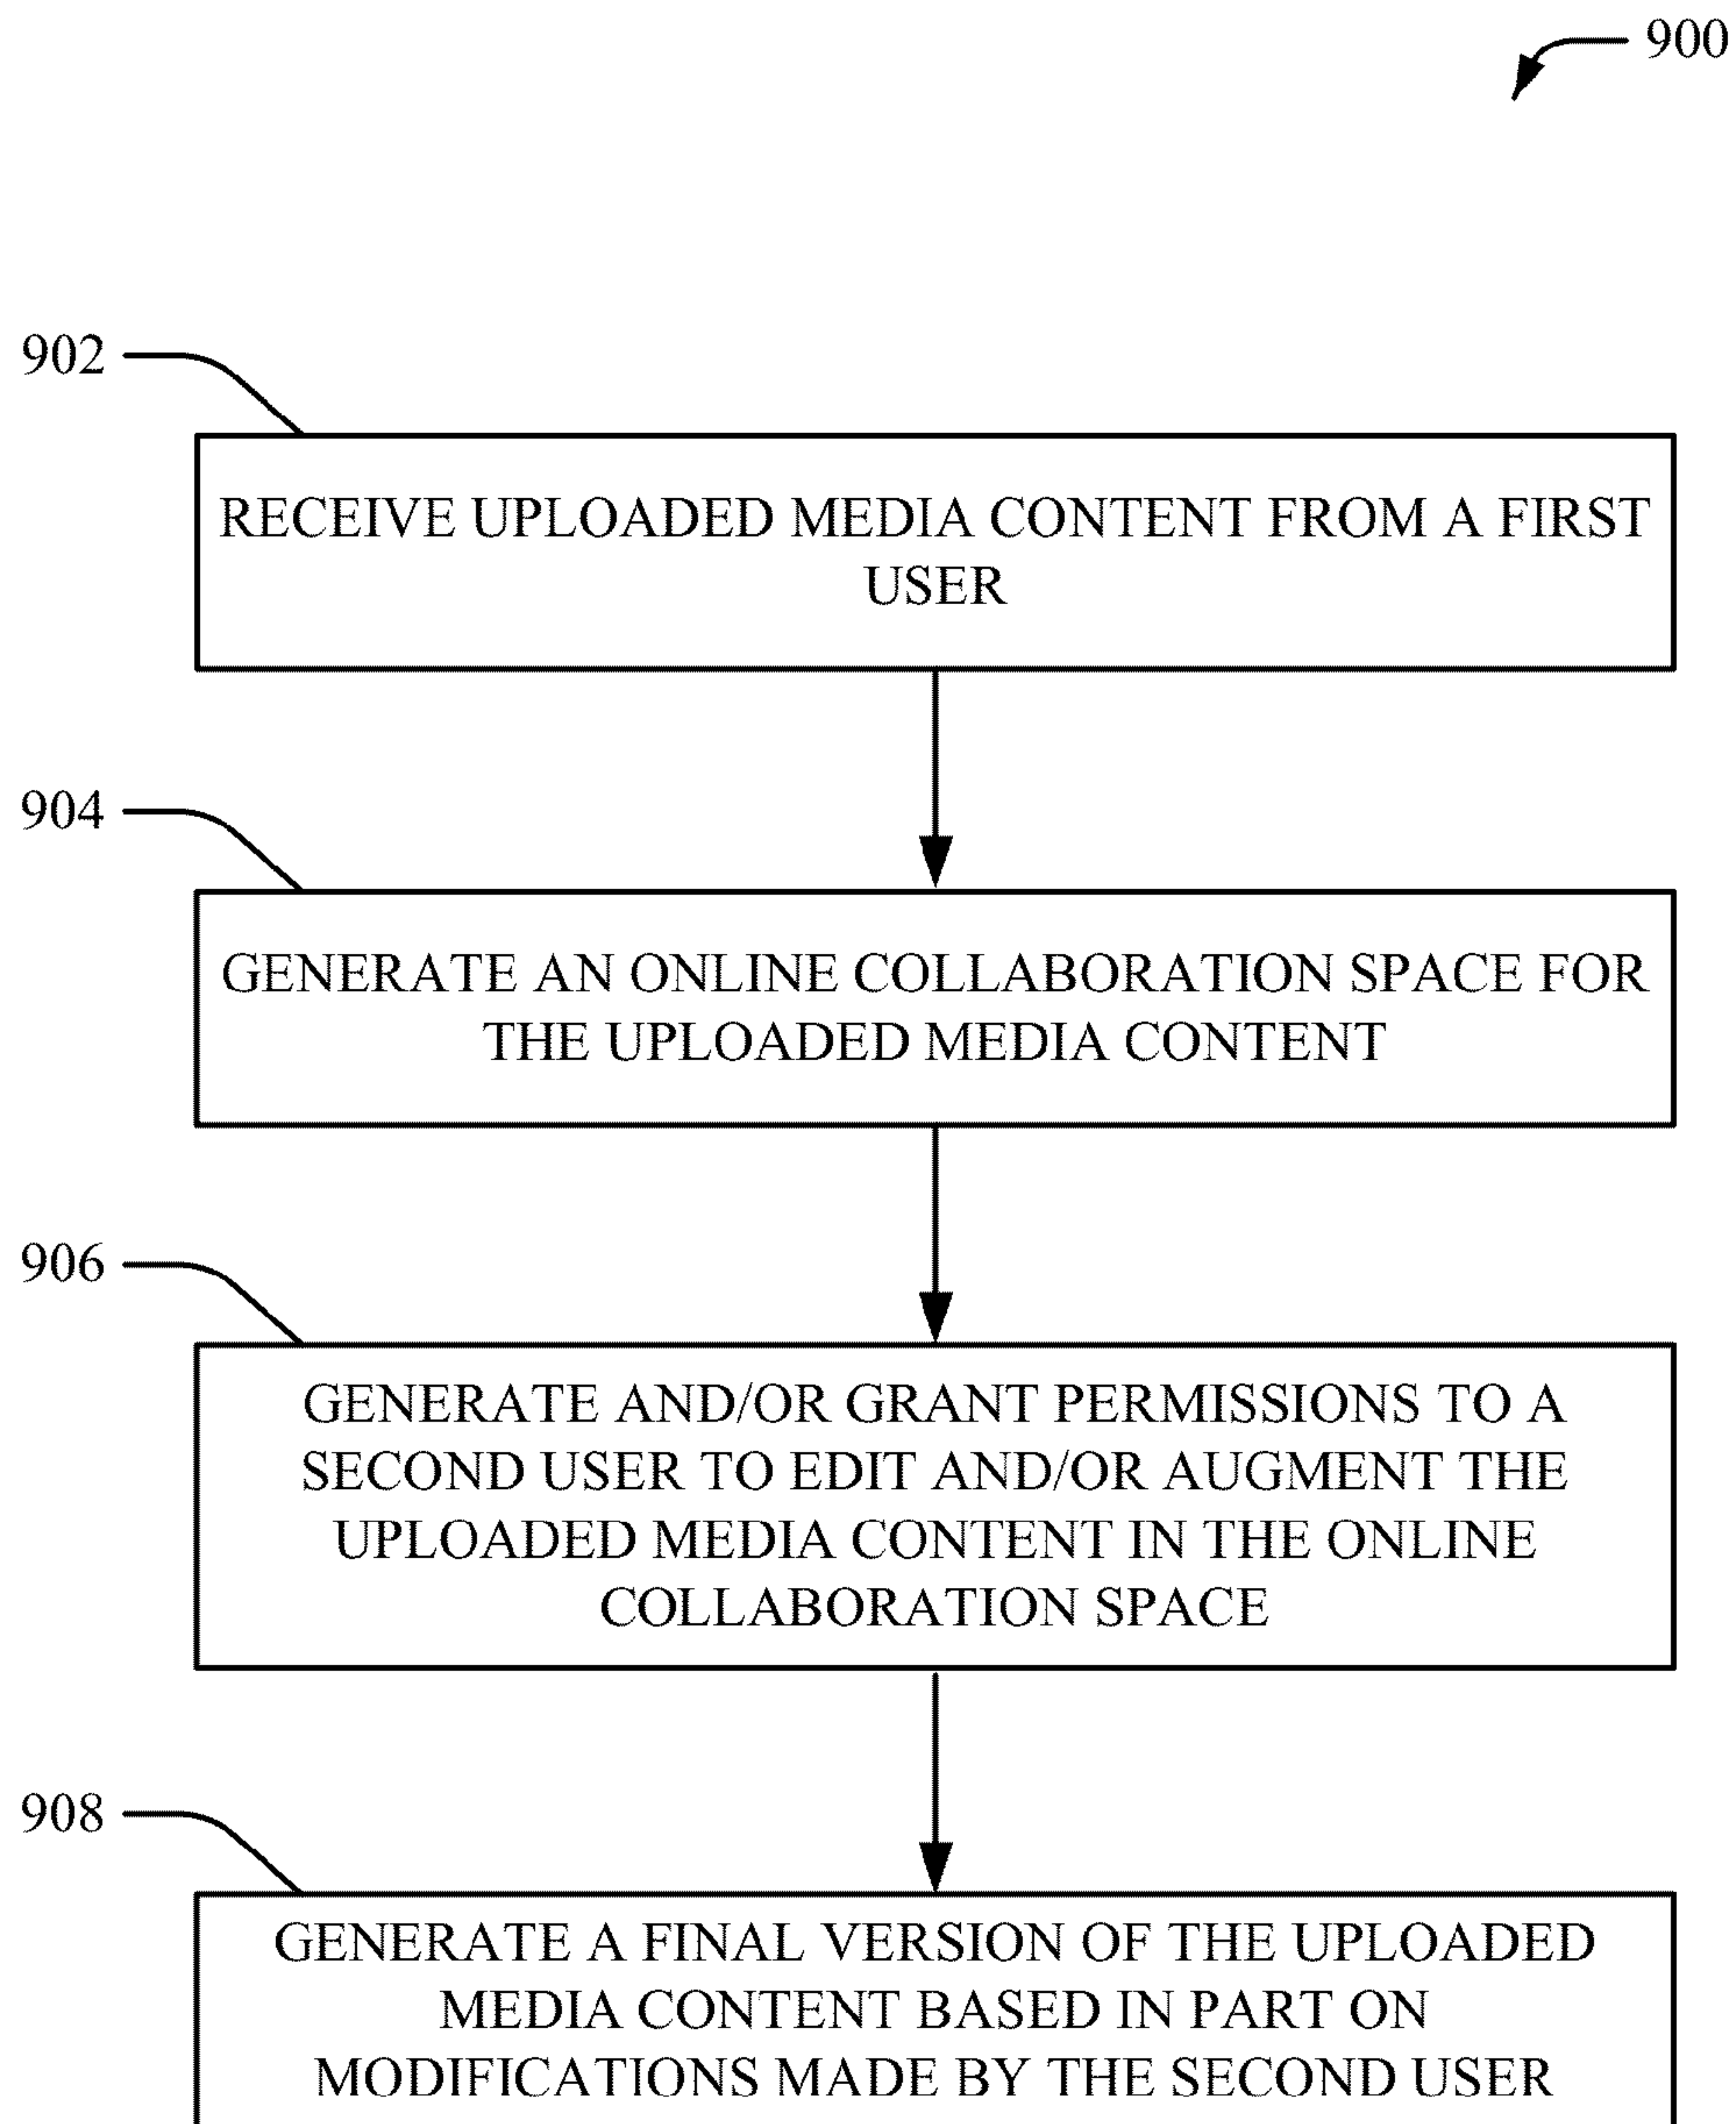 900
902
RECEIVE UPLOADED MEDIA CONTENT FROM A FIRST
USER
904
GENERATE AN ONLINE COLLABORATION SPACE FOR
THE UPLOADED MEDIA CONTENT
906
GENERATE AND/OR GRANT PERMISSIONS TO A
SECOND USER TO EDIT AND/OR AUGMENT THE
UPLOADED MEDIA CONTENT IN THE ONLINE
COLLABORATION SPACE
908
GENERATE A FINAL VERSION OF THE UPLOADED
MEDIA CONTENT BASED IN PART ON
MODIFICATIONS MADE BY THE SECOND USER